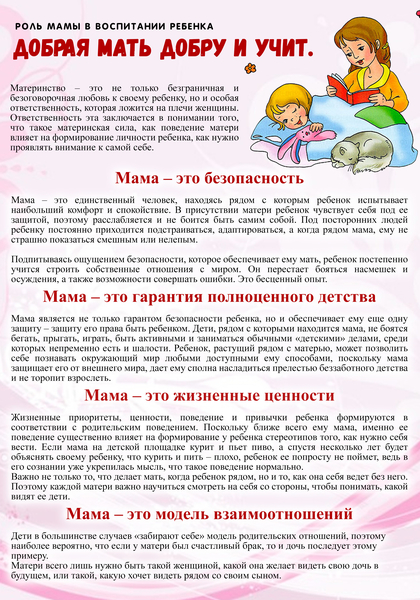 РОЛЬ МАМЫ В ВОСПИТАНИИ РЕБЕНКА
ДОБРАЯ МАТЬ ДОБРУ И УЧИТ.
Материнство – это не только безграничная и
безоговорочная любовь к своему ребенку, но и особая
ответственность, которая ложится на плечи женщины.
Ответственность эта заключается в понимании того,
что такое материнская сила, как поведение матери
влияет на формирование личности ребенка, как нужно
проявлять внимание к самой себе.
Мама – это безопасность
Мама – это единственный человек, находясь рядом с которым ребенок испытывает
наибольший комфорт и спокойствие. В присутствии матери ребенок чувствует себя под ее
защитой, поэтому расслабляется и не боится быть самим собой. Под посторонних людей
ребенку постоянно приходится подстраиваться, адаптироваться, а когда рядом мама, ему не
страшно показаться смешным или нелепым.
Подпитываясь ощущением безопасности, которое обеспечивает ему мать, ребенок постепенно
учится строить собственные отношения с миром. Он перестает бояться насмешек и
осуждения, а также возможности совершать ошибки. Это бесценный опыт.
Мама – это гарантия полноценного детства
Мама является не только гарантом безопасности ребенка, но и обеспечивает ему еще одну
защиту – защиту его права быть ребенком. Дети, рядом с которыми находится мама, не боятся
бегать, прыгать, играть, быть активными и заниматься обычными «детскими» делами, среди
которых непременно есть и шалости. Ребенок, растущий рядом с матерью, может позволить
себе познавать окружающий мир любыми доступными ему способами, поскольку мама
защищает его от внешнего мира, дает ему сполна насладиться прелестью беззаботного детства
и не торопит взрослеть.
Мама – это жизненные ценности
Жизненные приоритеты, ценности, поведение и привычки ребенка формируются в
соответствии с родительским поведением. Поскольку ближе всего ему мама, именно ее
поведение существенно влияет на формирование у ребенка стереотипов того, как нужно себя
вести. Если мама на детской площадке курит и пьет пиво, а спустя несколько лет будет
объяснять своему ребенку, что курить и пить – плохо, ребенок ее попросту не поймет, ведь в
его сознании уже укрепилась мысль, что такое поведение нормально.
Важно не только то, что делает мать, когда ребенок рядом, но и то, как она себя ведет без него.
Поэтому каждой матери важно научиться смотреть на себя со стороны, чтобы понимать, какой
видят ее дети.
Мама – это модель взаимоотношений
Дети в большинстве случаев «забирают себе» модель родительских отношений, поэтому
наиболее вероятно, что если у матери был счастливый брак, то и дочь последует этому
примеру.
Матери всего лишь нужно быть такой женщиной, какой она желает видеть свою дочь в
будущем, или такой, какую хочет видеть рядом со своим сыном.